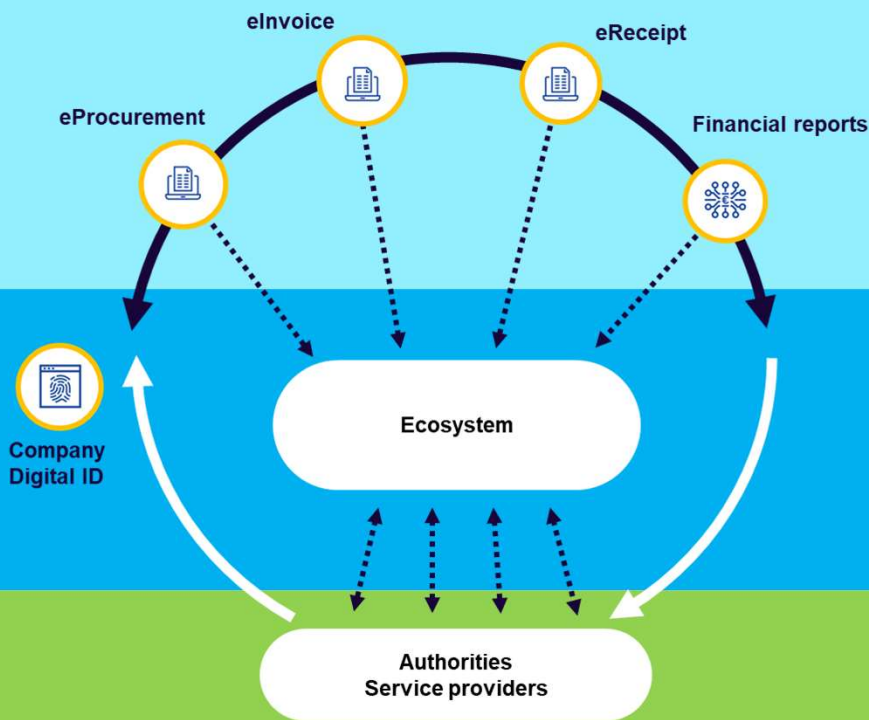 eInvoice
eReceipt
eProcurement
Financial reports
€
Ecosystem
Company
Digital ID
Authorities
Service providers